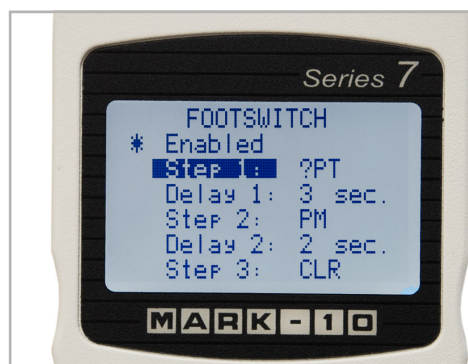 Series 7
FOOTSWITCH
* Enabled
Step 1: ?PT
Delay 1: 3 sec.
Step 2: PM
Delay 2: 2 sec.
Step 3: CLR
MARK-10